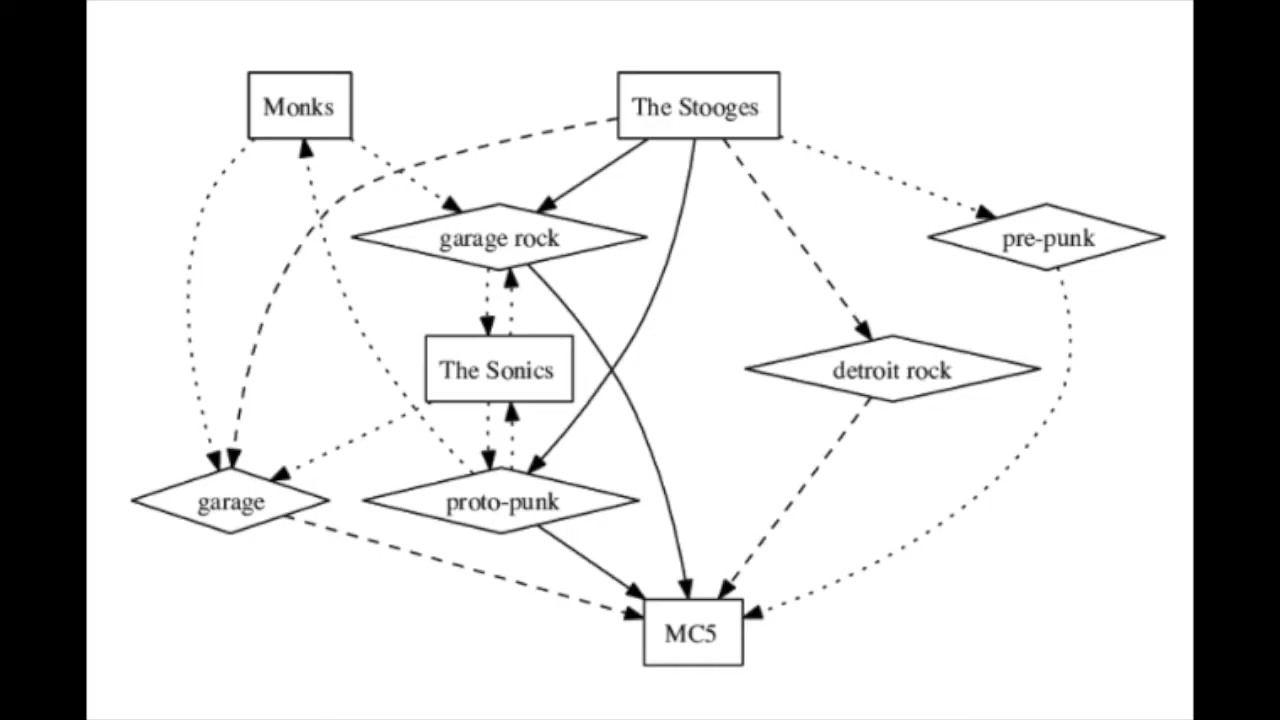 Monks
The Stooges
garage rock
pre-punk
The Sonics
detroit rock
garage
proto-punk
MC5